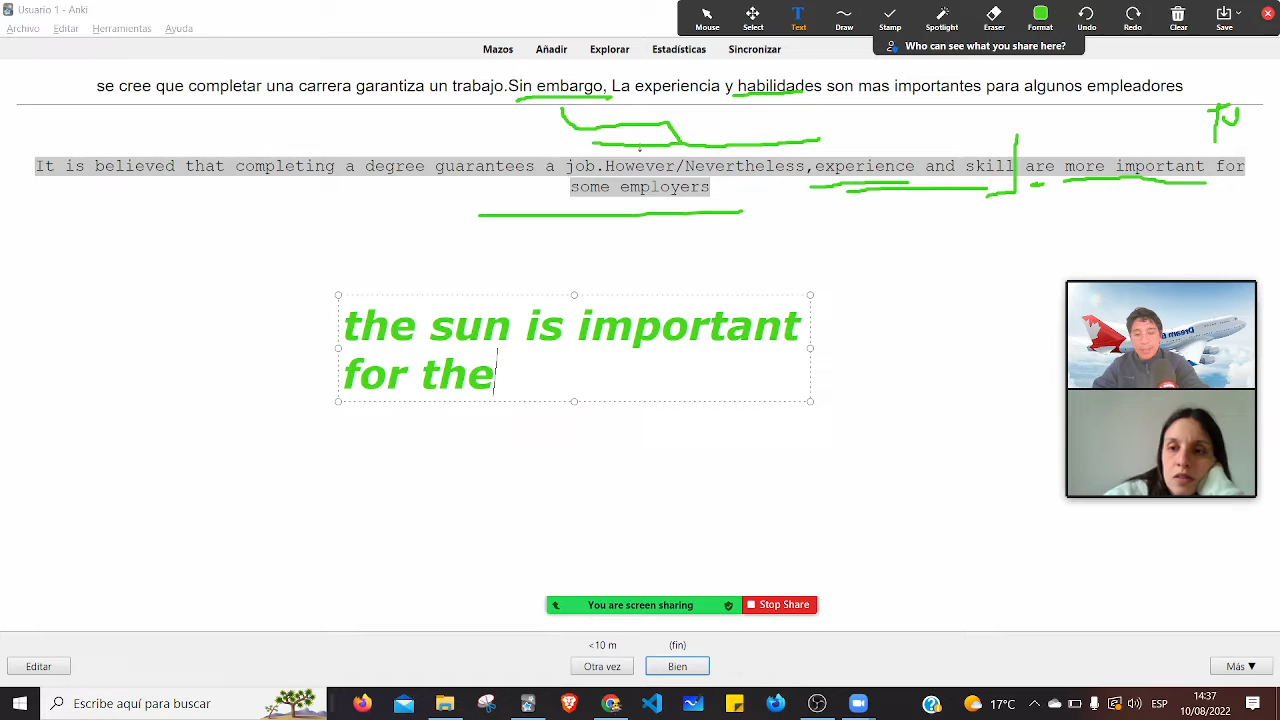 Usuario 1 - Anki
Archivo Editar Herramientas Ayuda
Mouse Select Text Draw Stamp Spotlight Eraser Format Undo Redo Clear Save
Who can see what you share here?
Mazos Añadir Explorar Estadísticas Sincronizar
se cree que completar una carrera garantiza un trabajo.Sin embargo, La experiencia y habilidades son mas importantes para algunos empleadores
It is believed that completing a degree guarantees a job.However/Nevertheless,experience and skill are more important for
some employers
the sun is important
for the
You are screen sharing Stop Share
<10 m (fin)
Editar Otra vez Bien Más ▼
Escribe aquí para buscar
17°C ESP
14:37
10/08/2022